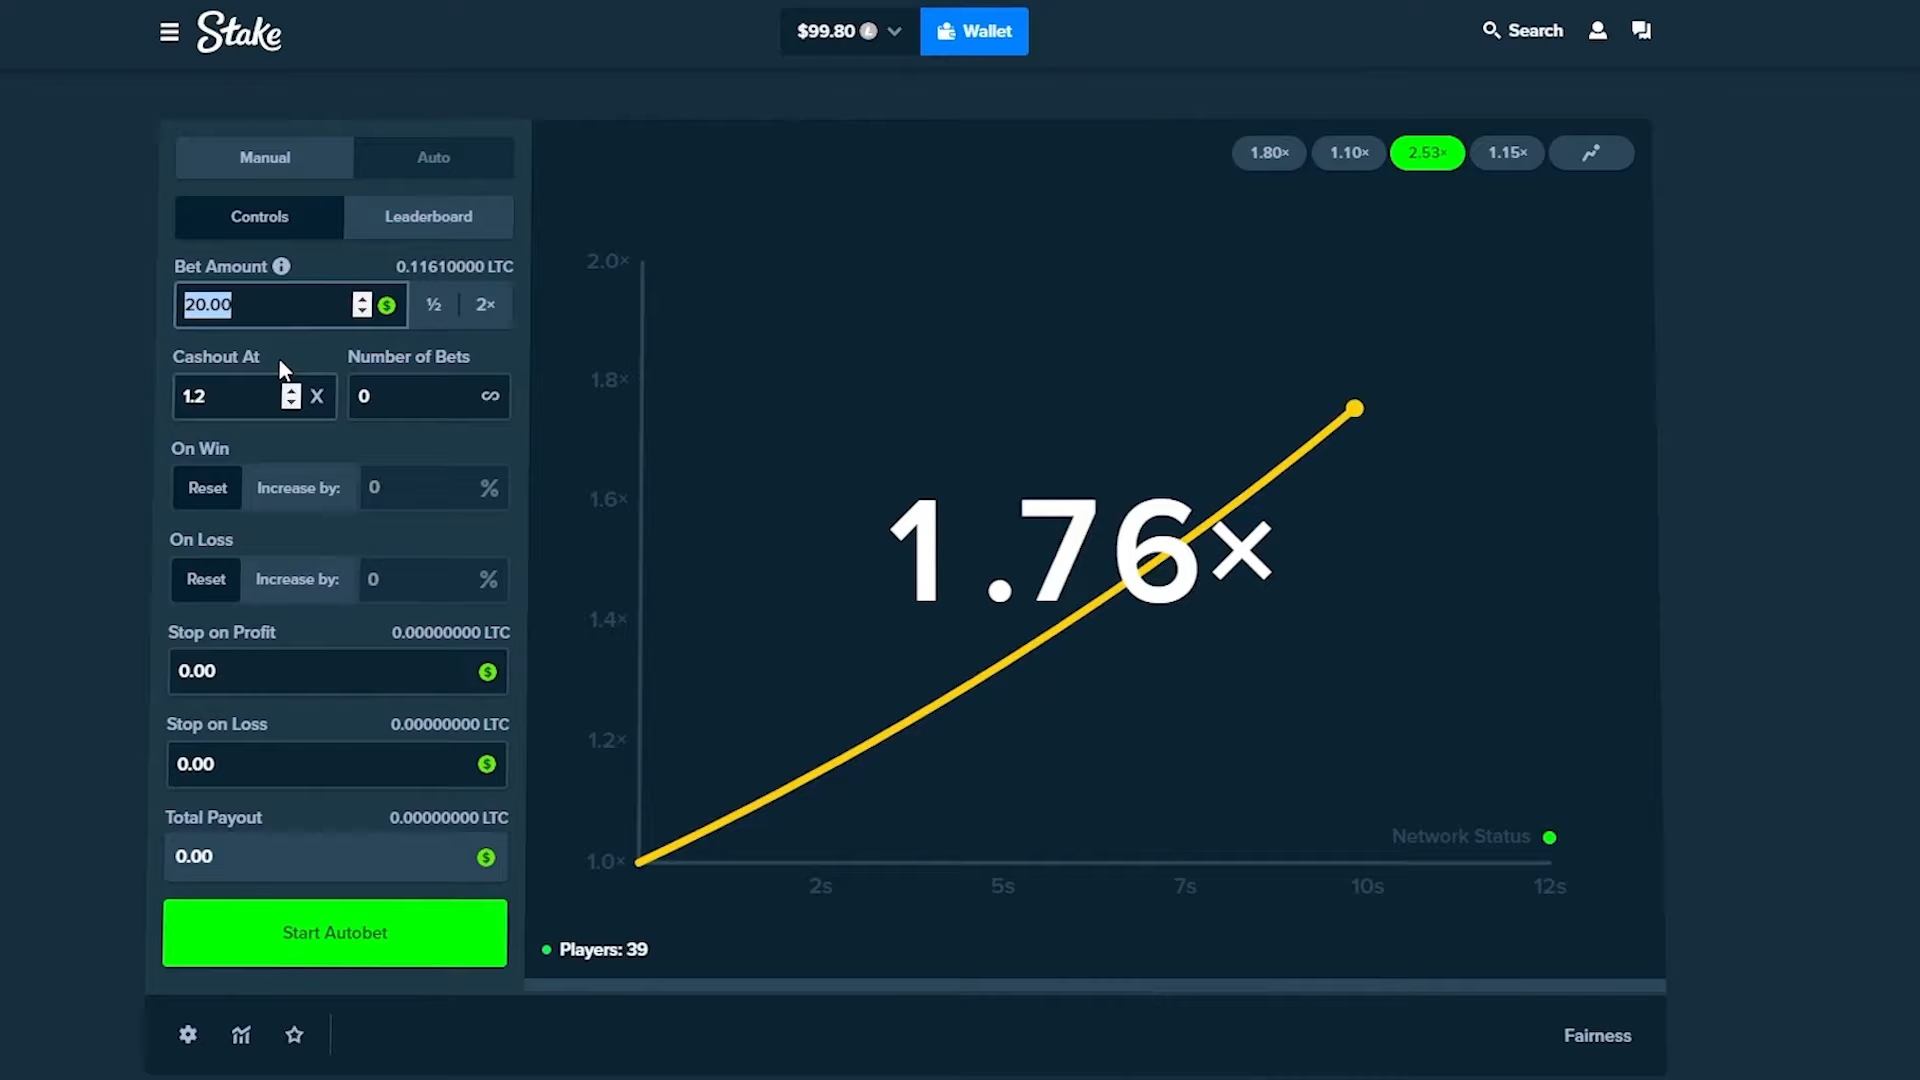 Stake
$99.80
Wallet
Search
Manual
Auto
Controls
Leaderboard
Bet Amount
0.11610000 LTC
20.00
½
2×
Cashout At
Number of Bets
1.2
X
0
∞
On Win
Reset
Increase by:
0
%
On Loss
Reset
Increase by:
0
%
Stop on Profit
0.00000000 LTC
0.00
Stop on Loss
0.00000000 LTC
0.00
Total Payout
0.00000000 LTC
0.00
Start Autobet
1.80×
1.10×
2.53×
1.15×
2.0×
1.8×
1.6×
1.4×
1.2×
1.0×
1.76×
Network Status
2s
5s
7s
10s
12s
Players: 39
Fairness